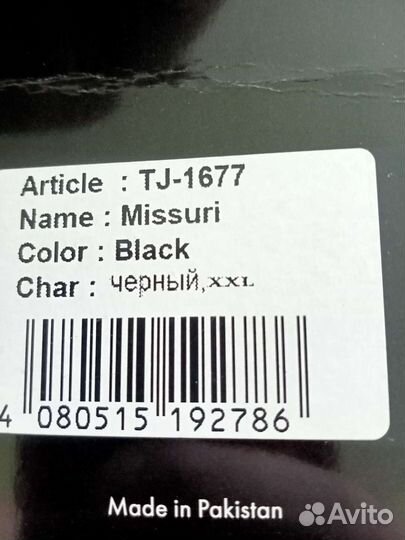 Article : TJ-1677
Name : Missuri
Color : Black
Char : черный,XXL
4 080515 192786
Made in Pakistan
Avito